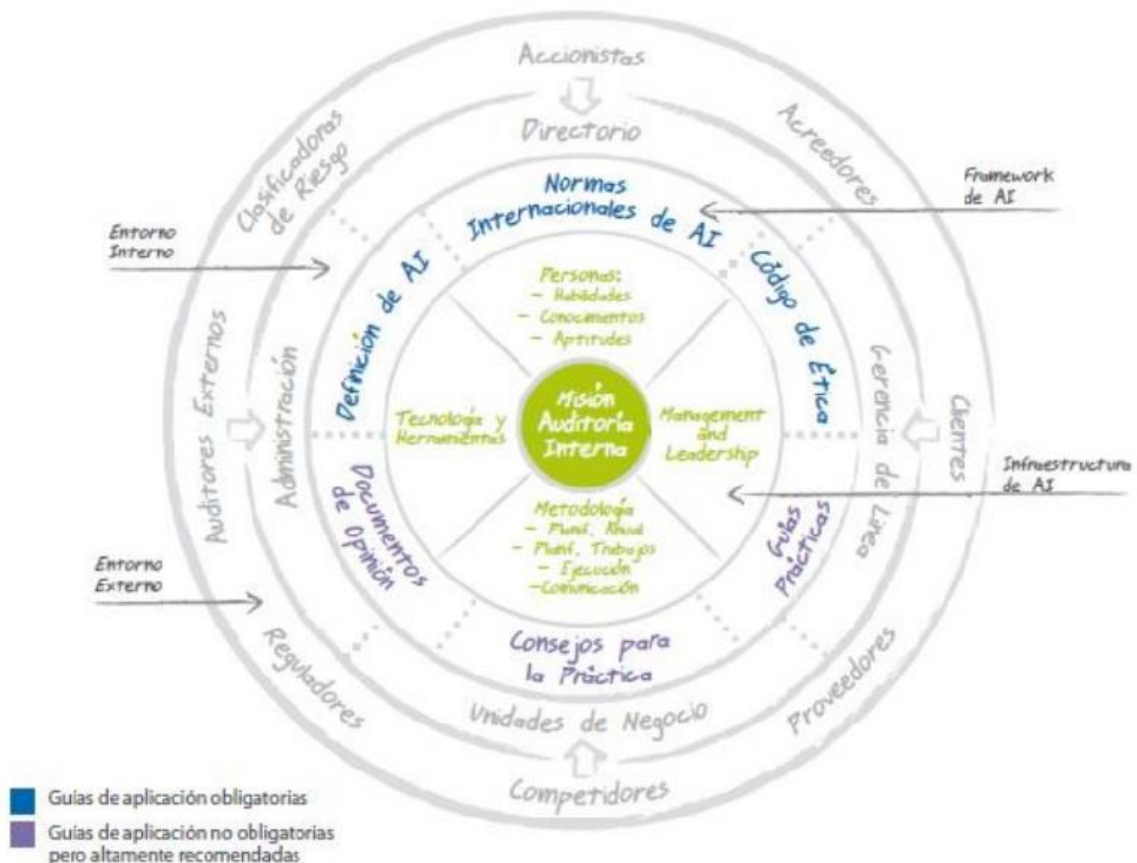 Accionistas
Acreedores
Clientes
Proveedores
Competidores
Reguladores
Auditores Externos
Clasificadoras
de Riesgo
Directorio
Gerencia de Línea
Unidades de Negocio
Administración
Normas
Internacionales de AI
Código de Ética
Guías
Prácticas
Consejos para
la Práctica
Documentos
de Opinión
Definición de AI
Personas:
- Habilidades
- Conocimientos
- Aptitudes
Management
and
Leadership
Metodología
- Planif. Anual
- Planif. Trabajos
- Ejecución
-Comunicación
Tecnología y
Herramientas
Misión
Auditoría
Interna
Framework
de AI
Infraestructura
de AI
Entorno
Interno
Entorno
Externo
Guías de aplicación obligatorias
Guías de aplicación no obligatorias
pero altamente recomendadas